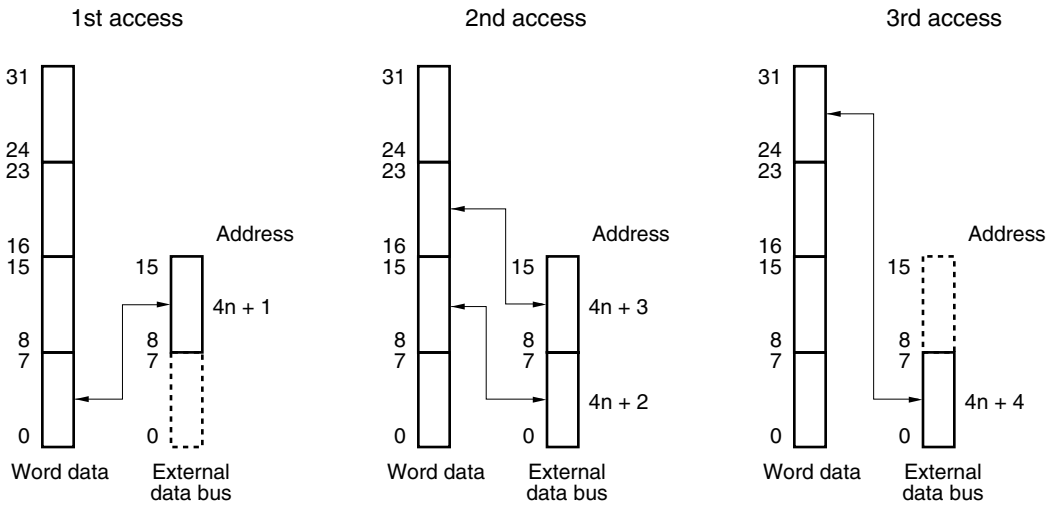 1st access
31
24
23
16
15
8
7
0
Address
15
8
7
0
4n + 1
Word data
External
data bus
2nd access
31
24
23
16
15
8
7
0
Address
15
8
7
0
4n + 3
4n + 2
Word data
External
data bus
3rd access
31
24
23
16
15
8
7
0
Address
15
8
7
0
4n + 4
Word data
External
data bus